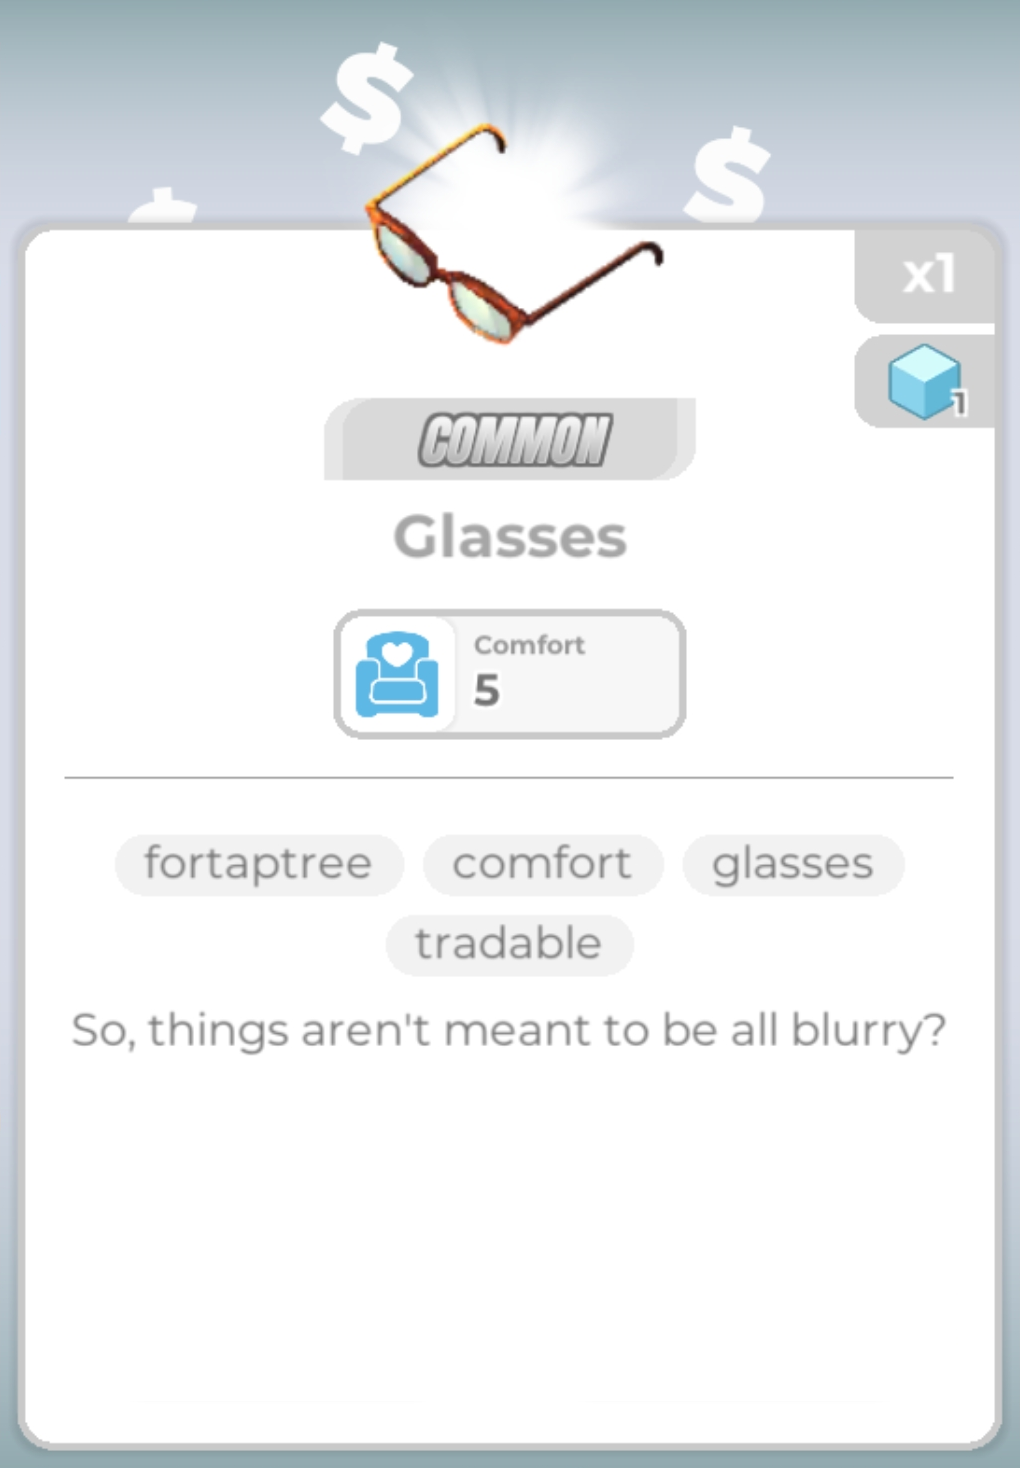 $
$
x1
1
COMMON
Glasses
Comfort
5
fortaptree comfort glasses
tradable
So, things aren't meant to be all blurry?